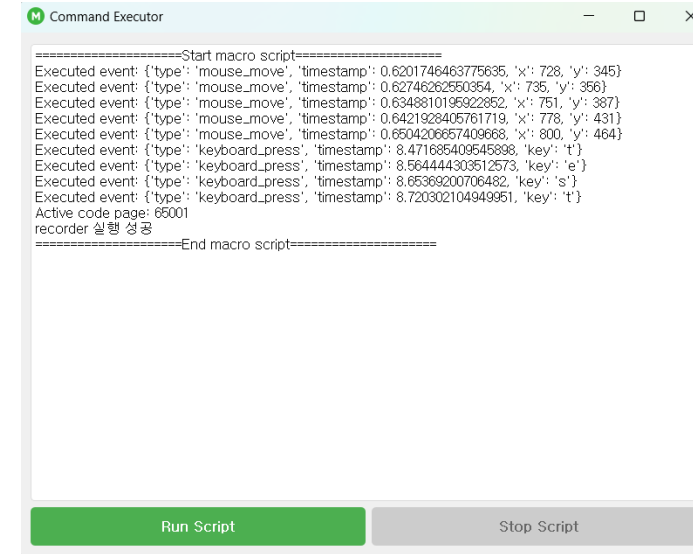 M Command Executor
=====================Start macro script=====================
Executed event: {'type': 'mouse_move', 'timestamp': 0.6201746463775635, 'x': 728, 'y': 345}
Executed event: {'type': 'mouse_move', 'timestamp': 0.62746262550354, 'x': 735, 'y': 356}
Executed event: {'type': 'mouse_move', 'timestamp': 0.6348810195922852, 'x': 751, 'y': 387}
Executed event: {'type': 'mouse_move', 'timestamp': 0.6421928405761719, 'x': 778, 'y': 431}
Executed event: {'type': 'mouse_move', 'timestamp': 0.6504206657409668, 'x': 800, 'y': 464}
Executed event: {'type': 'keyboard_press', 'timestamp': 8.471685409545898, 'key': 't'}
Executed event: {'type': 'keyboard_press', 'timestamp': 8.564444303512573, 'key': 'e'}
Executed event: {'type': 'keyboard_press', 'timestamp': 8.65369200706482, 'key': 's'}
Executed event: {'type': 'keyboard_press', 'timestamp': 8.720302104949951, 'key': 't'}
Active code page: 65001
recorder 실행 성공
=====================End macro script=====================
Run Script Stop Script